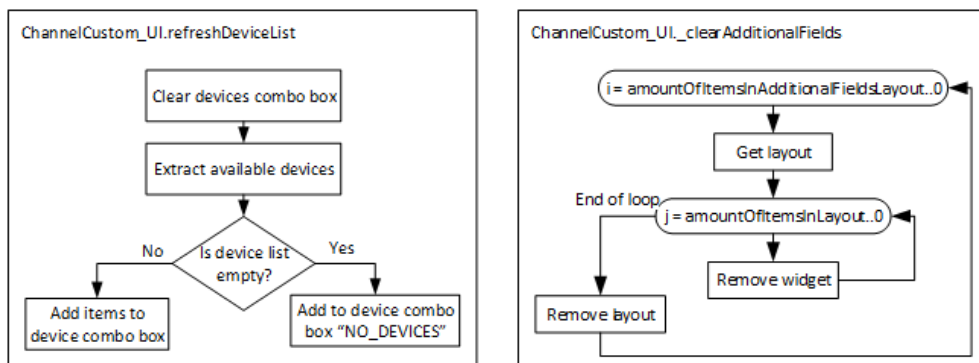 ChannelCustom_UI.refreshDeviceList
Clear devices combo box
Extract available devices
Is device list
empty?
No
Yes
Add items to
device combo box
Add to device combo
box “NO_DEVICES”
ChannelCustom_UI._clearAdditionalFields
i = amountOfItemsInAdditionalFieldsLayout..0
Get layout
End of loop
j = amountOfItemsInLayout..0
Remove widget
Remove layout